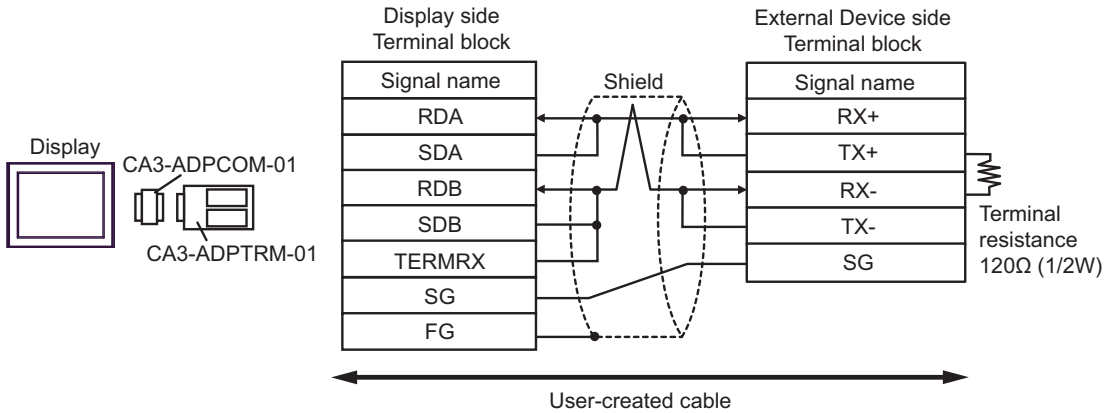 Display side
Terminal block
External Device side
Terminal block
Signal name
Shield
Signal name
RDA
RX+
SDA
TX+
RDB
RX-
SDB
TX-
TERMRX
SG
SG
FG
Display
CA3-ADPCOM-01
CA3-ADPTRM-01
Terminal
resistance
120Ω (1/2W)
User-created cable